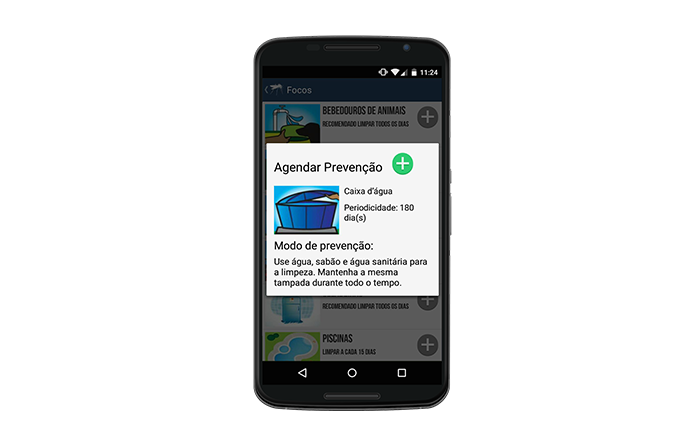 11:24
Focos
BEBEDOUROS DE ANIMAIS
RECOMENDADO LIMPAR TODOS OS DIAS
Agendar Prevenção
Caixa d'água
Periodicidade: 180
dia(s)
Modo de prevenção:
Use água, sabão e água sanitária para
a limpeza. Mantenha a mesma
tampada durante todo o tempo.
RECOMENDADO LIMPAR TODOS OS DIAS
PISCINAS
LIMPAR A CADA 15 DIAS